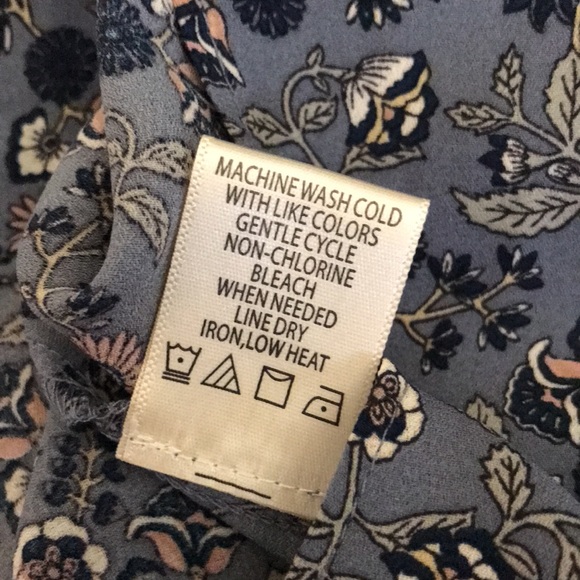 MACHINE WASH COLD
WITH LIKE COLORS
GENTLE CYCLE
NON-CHLORINE
BLEACH
WHEN NEEDED
LINE DRY
IRON,LOW HEAT